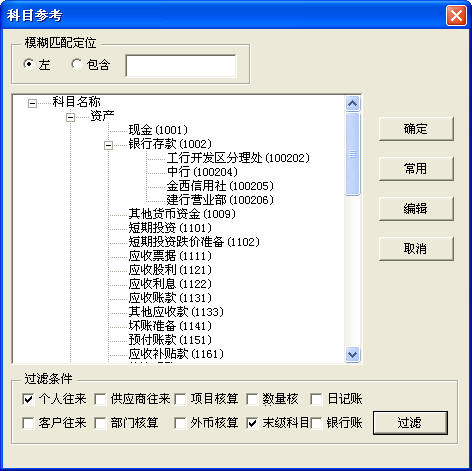 科目参考
模糊匹配定位
左 包含
科目名称
资产
现金(1001)
银行存款(1002)
工行开发区分理处(100202)
中行(100204)
金西信用社(100205)
建行营业部(100206)
其他货币资金(1009)
短期投资(1101)
短期投资跌价准备(1102)
应收票据(1111)
应收股利(1121)
应收利息(1122)
应收账款(1131)
其他应收款(1133)
坏账准备(1141)
预付账款(1151)
应收补贴款(1161)
确定
常用
编辑
取消
过滤条件
个人往来 供应商往来 项目核算 数量核 日记账
客户往来 部门核算 外币核算 末级科目 银行账 过滤